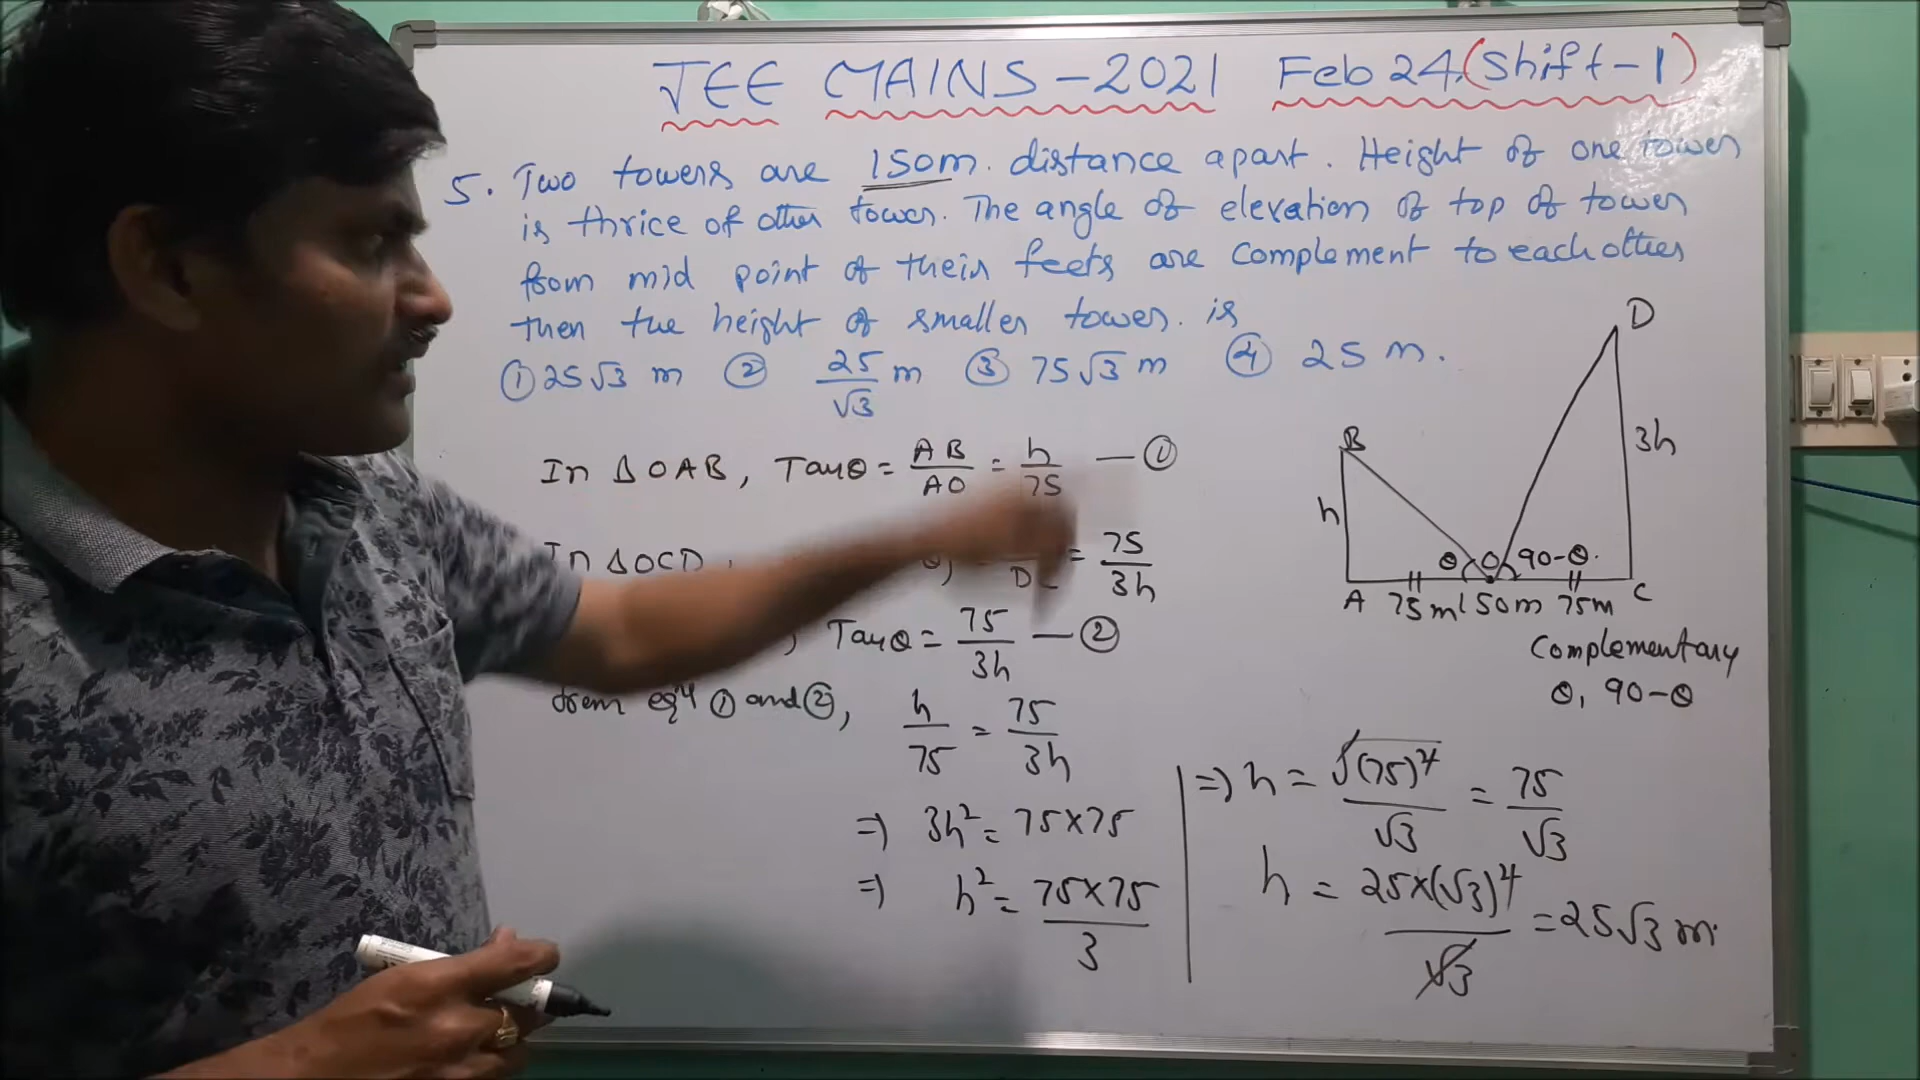 JEE MAINS - 2021 Feb 24 (Shift - 1)
5. Two towers are 150m. distance apart. Height of one tower
is thrice of other tower. The angle of elevation of top of tower
from mid point of their feets are complement to each other
then the height of smaller tower is
① 25√3 m ② 25/√3 m ③ 75√3 m ④ 25 m.
In ΔOAB, Tanθ = AB/AO = h/75 — ①
In ΔOCD, = 75/3h
Tanθ = 75/3h — ②
from eqn ① and ②, h/75 = 75/3h
⇒ 3h² = 75×75
⇒ h² = 75×75/3
⇒ h = √(75)²/√3 = 75/√3
h = 25×(√3)²/√3 = 25√3 m.
D
B
3h
h
θ O 90-θ.
A 75m 150m 75m C
Complementary
θ, 90-θ